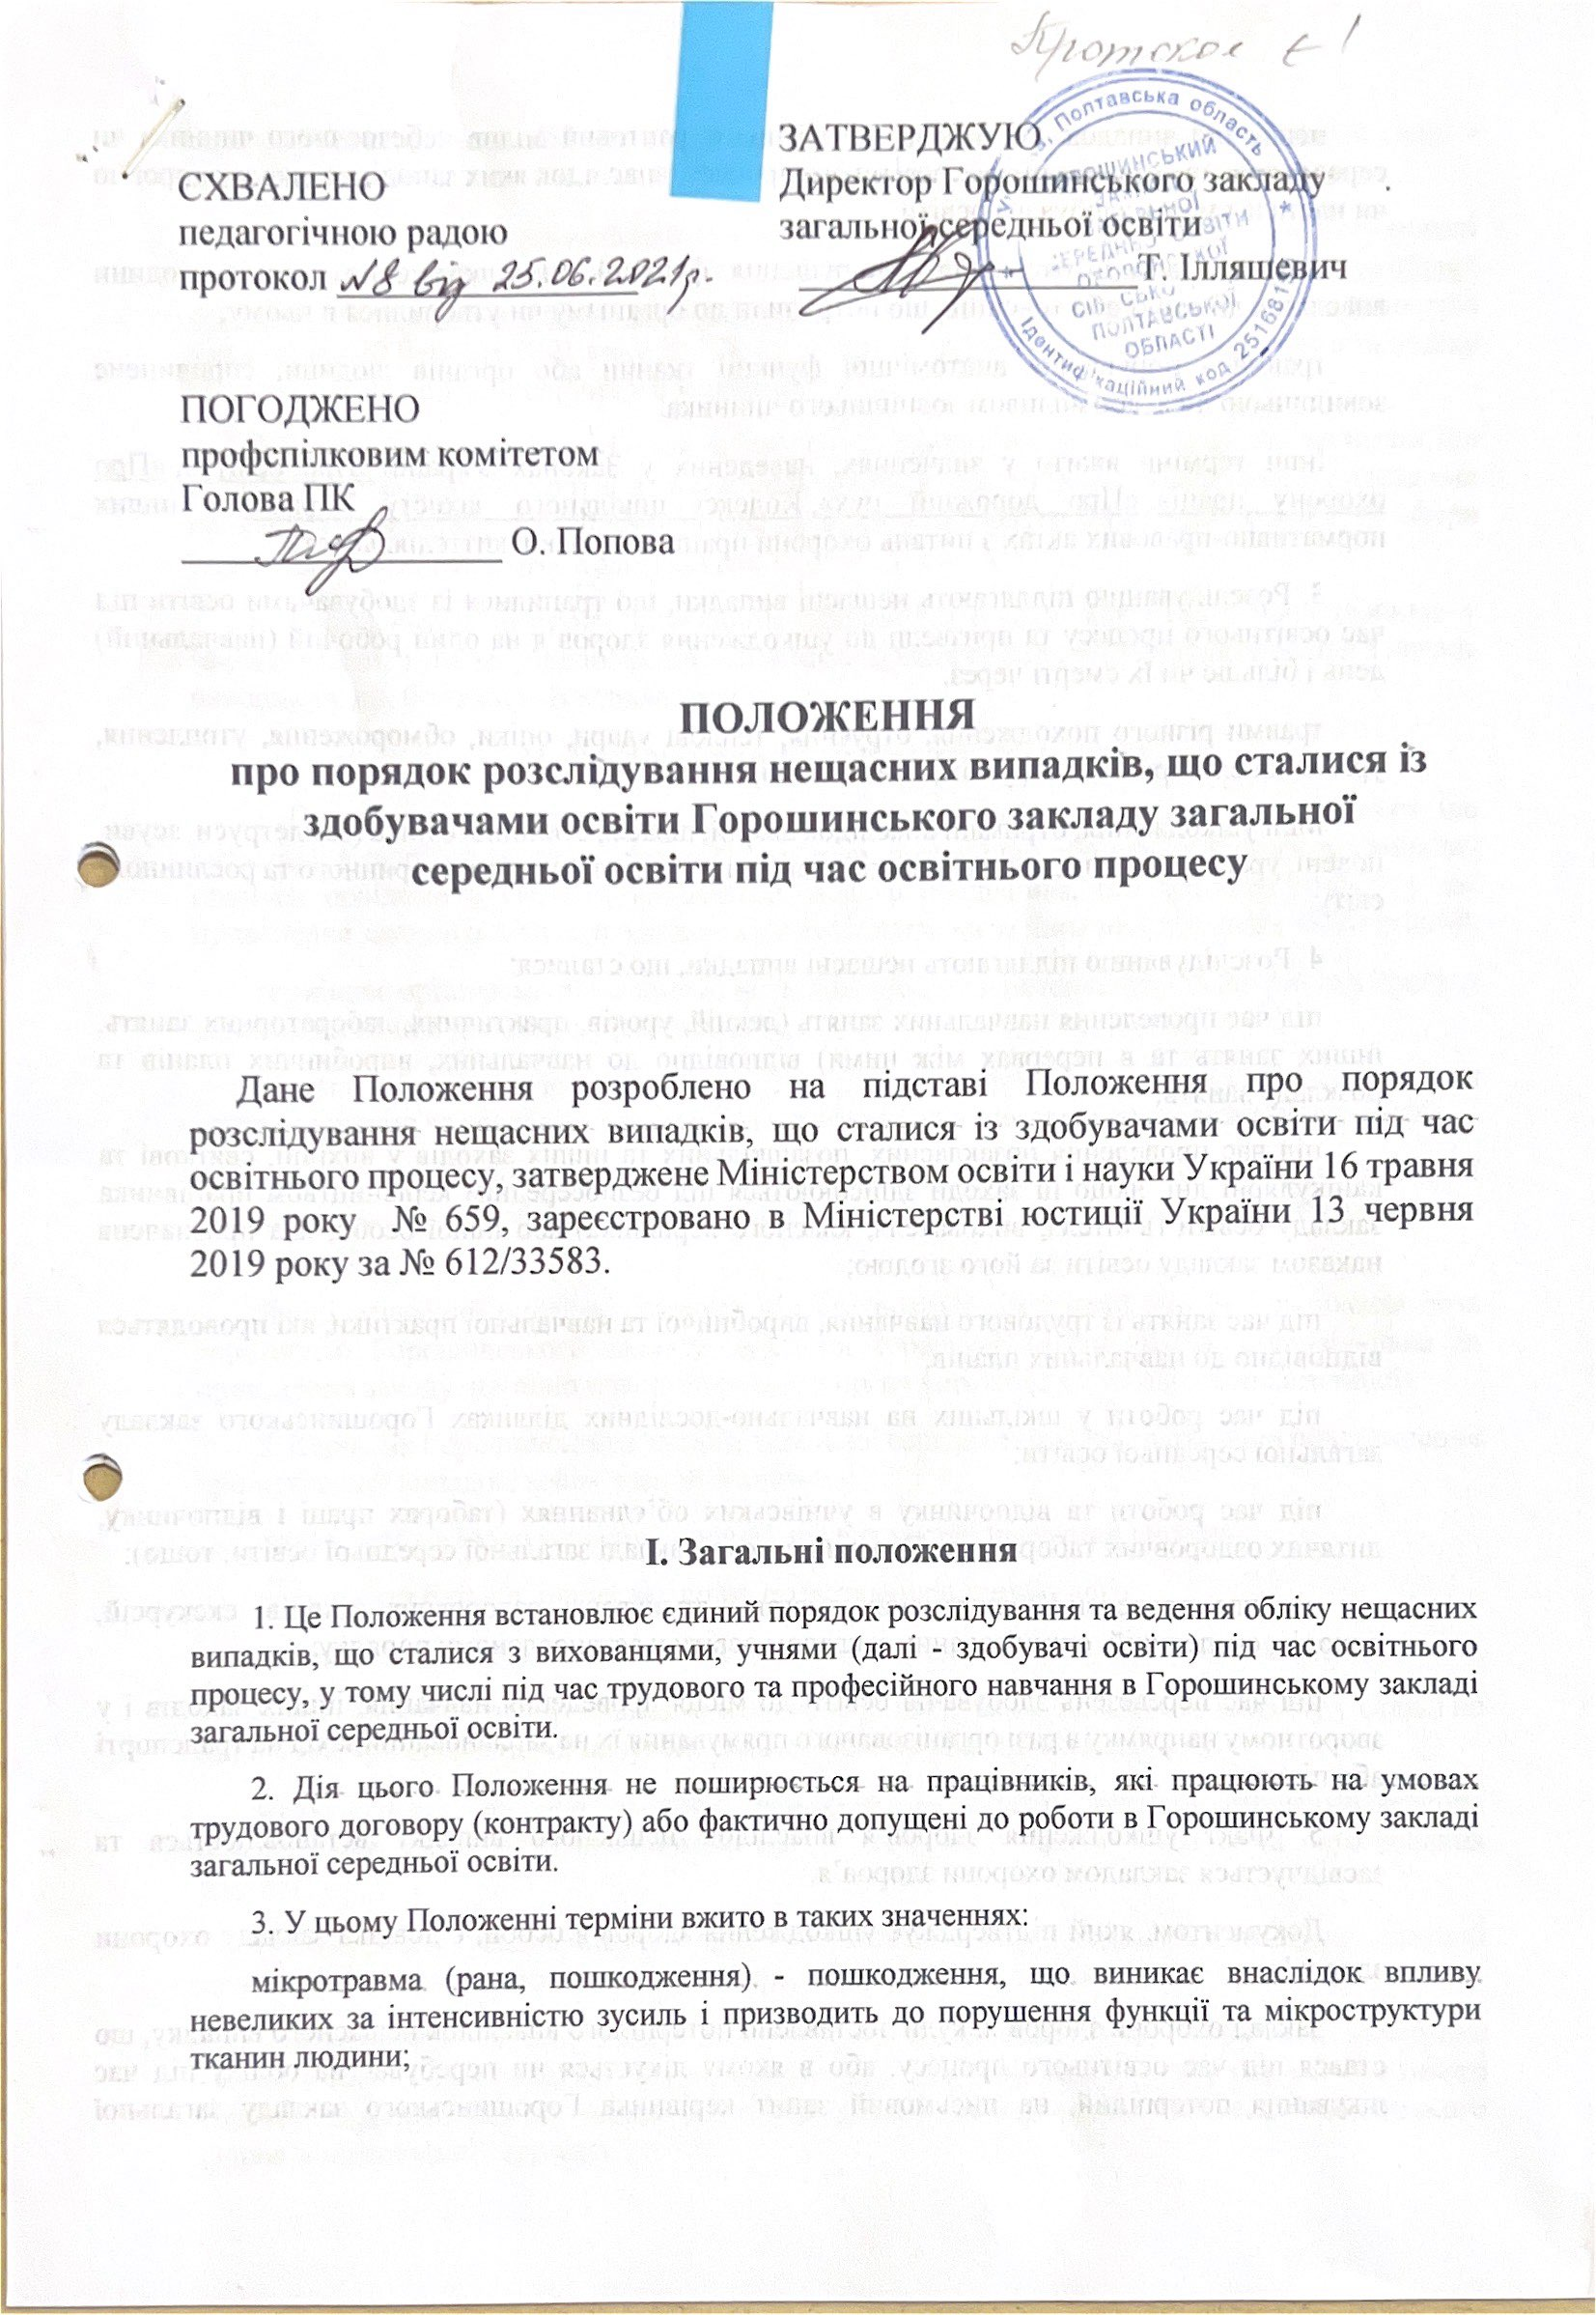 Протокол є!
СХВАЛЕНО
педагогічною радою
протокол №8 від 25.06.2021р.
ЗАТВЕРДЖУЮ
Директор Горошинського закладу
загальної середньої освіти
Т. Ілляшевич
Полтавська область
ПОЛТАВСЬКОЇ
ОБЛАСТІ
Ідентифікаційний код
ПОГОДЖЕНО
профспілковим комітетом
Голова ПК
О. Попова
ПОЛОЖЕННЯ
про порядок розслідування нещасних випадків, що сталися із
здобувачами освіти Горошинського закладу загальної
середньої освіти під час освітнього процесу
Дане Положення розроблено на підставі Положення про порядок
розслідування нещасних випадків, що сталися із здобувачами освіти під час
освітнього процесу, затверджене Міністерством освіти і науки України 16 травня
2019 року № 659, зареєстровано в Міністерстві юстиції України 13 червня
2019 року за № 612/33583.
І. Загальні положення
1. Це Положення встановлює єдиний порядок розслідування та ведення обліку нещасних
випадків, що сталися з вихованцями, учнями (далі - здобувачі освіти) під час освітнього
процесу, у тому числі під час трудового та професійного навчання в Горошинському закладі
загальної середньої освіти.
2. Дія цього Положення не поширюється на працівників, які працюють на умовах
трудового договору (контракту) або фактично допущені до роботи в Горошинському закладі
загальної середньої освіти.
3. У цьому Положенні терміни вжито в таких значеннях:
мікротравма (рана, пошкодження) - пошкодження, що виникає внаслідок впливу
невеликих за інтенсивністю зусиль і призводить до порушення функції та мікроструктури
тканин людини;